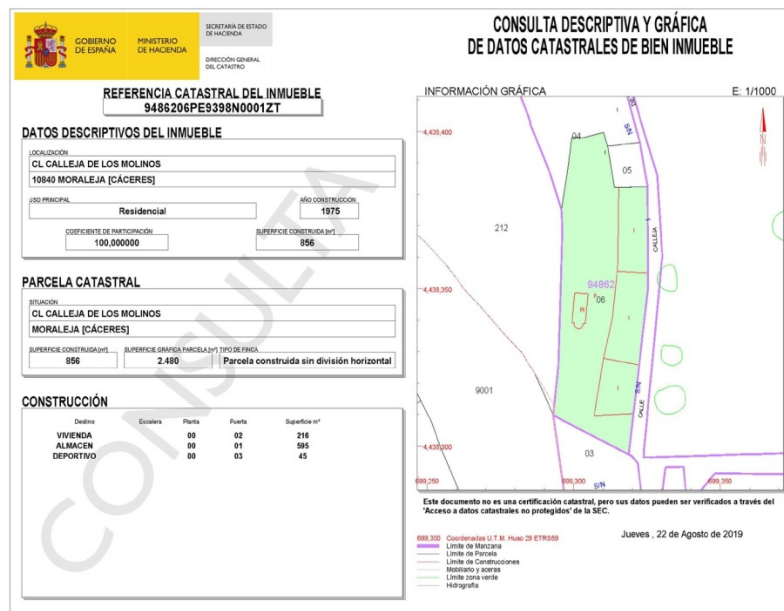 GOBIERNO
DE ESPAÑA
MINISTERIO
DE HACIENDA
SECRETARÍA DE ESTADO
DE HACIENDA
DIRECCIÓN GENERAL
DEL CATASTRO
CONSULTA DESCRIPTIVA Y GRÁFICA
DE DATOS CATASTRALES DE BIEN INMUEBLE
REFERENCIA CATASTRAL DEL INMUEBLE
9486206PE9398N0001ZT
DATOS DESCRIPTIVOS DEL INMUEBLE
LOCALIZACIÓN
CL CALLEJA DE LOS MOLINOS
10840 MORALEJA [CÁCERES]
USO PRINCIPAL
Residencial
AÑO CONSTRUCCIÓN
1975
COEFICIENTE DE PARTICIPACIÓN
100,000000
SUPERFICIE CONSTRUIDA [m²]
856
PARCELA CATASTRAL
SITUACIÓN
CL CALLEJA DE LOS MOLINOS
MORALEJA [CÁCERES]
SUPERFICIE CONSTRUIDA [m²]
856
SUPERFICIE GRÁFICA PARCELA [m²]
2.480
TIPO DE FINCA
Parcela construida sin división horizontal
CONSTRUCCIÓN
Destino Escalera Planta Puerta Superficie m²
VIVIENDA 00 02 216
ALMACEN 00 01 595
DEPORTIVO 00 03 45
CONSULTA
INFORMACIÓN GRÁFICA E: 1/1000
4,439,400
4,439,350
4,439,300
699,250
699,300
699,350
04
05
S/N
212
CALLEJA
94862
P
06
PI
I
I
I
9001
CALLE
S/N
03
S/N
Este documento no es una certificación catastral, pero sus datos pueden ser verificados a través del
'Acceso a datos catastrales no protegidos' de la SEC.
699,300 Coordenadas U.T.M. Huso 29 ETRS89
Límite de Manzana
Límite de Parcela
Límite de Construcciones
Mobiliario y aceras
Límite zona verde
Hidrografía
Jueves , 22 de Agosto de 2019